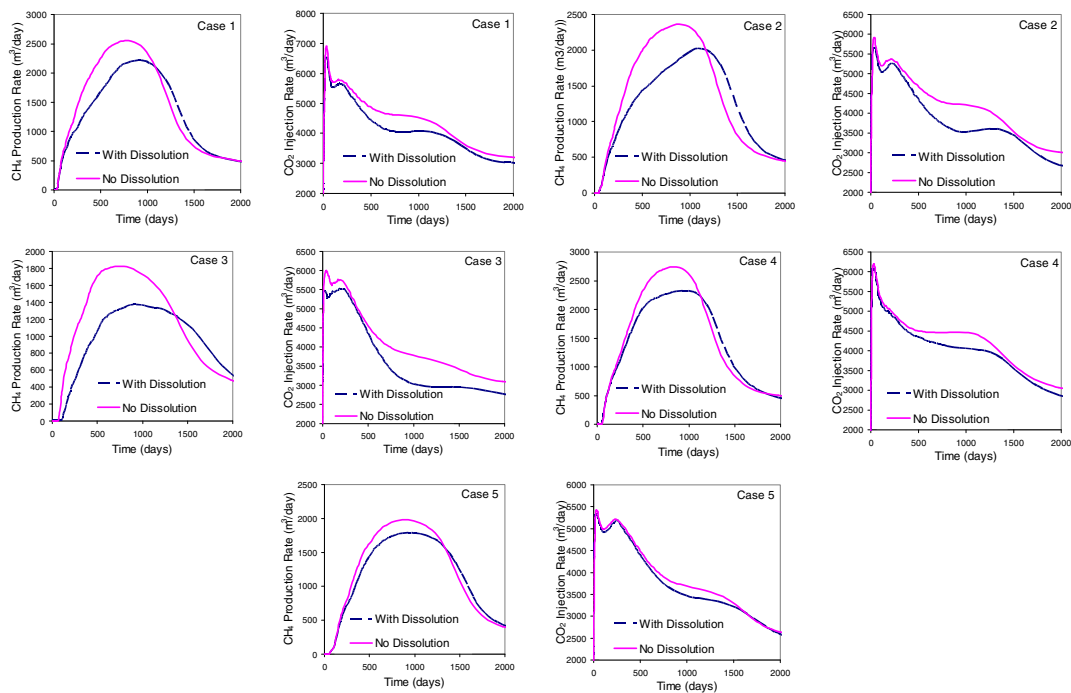 Case 1
CH₄ Production Rate (m³/day)
3000
2500
2000
1500
1000
500
0
With Dissolution
No Dissolution
0 500 1000 1500 2000
Time (days)
Case 1
CO₂ Injection Rate (m³/day)
8000
7000
6000
5000
4000
3000
8000
7000
2000
With Dissolution
No Dissolution
0 500 1000 1500 2000
Time (days)
Case 2
CH₄ Production Rate (m3/day))
2500
2000
1500
1000
500
0
With Dissolution
No Dissolution
0 500 1000 1500 2000
Time (days)
Case 2
CO₂ Injection Rate (m³/day)
6500
6000
5500
5000
4500
4000
3500
3000
2500
2000
With Dissolution
No Dissolution
0 500 1000 1500 2000
Time (days)
Case 3
CH₄ Production Rate (m³/day)
2000
1800
1600
1400
1200
1000
800
600
400
200
0
With Dissolution
No Dissolution
0 500 1000 1500 2000
Time (days)
Case 3
CO₂ Injection Rate (m³/day)
6500
6000
5500
5000
4500
4000
3500
3000
2500
2000
With Dissolution
No Dissolution
0 500 1000 1500 2000
Time (days)
Case 4
CH₄ Production Rate (m³/day)
3000
2500
2000
1500
1000
500
0
With Dissolution
No Dissolution
0 500 1000 1500 2000
Time (days)
Case 4
CO₂ Injection Rate (m³/day)
6500
6000
5500
5000
4500
4000
3500
3000
2500
2000
With Dissolution
No Dissolution
0 500 1000 1500 2000
Time (days)
Case 5
CH₄ Production Rate (m³/day)
2500
2000
1500
1000
500
0
With Dissolution
No Dissolution
0 500 1000 1500 2000
Time (days)
Case 5
CO₂ Injection Rate (m³/day)
6000
5500
5000
4500
4000
3500
3000
2500
2000
With Dissolution
No Dissolution
0 500 1000 1500 2000
Time (days)